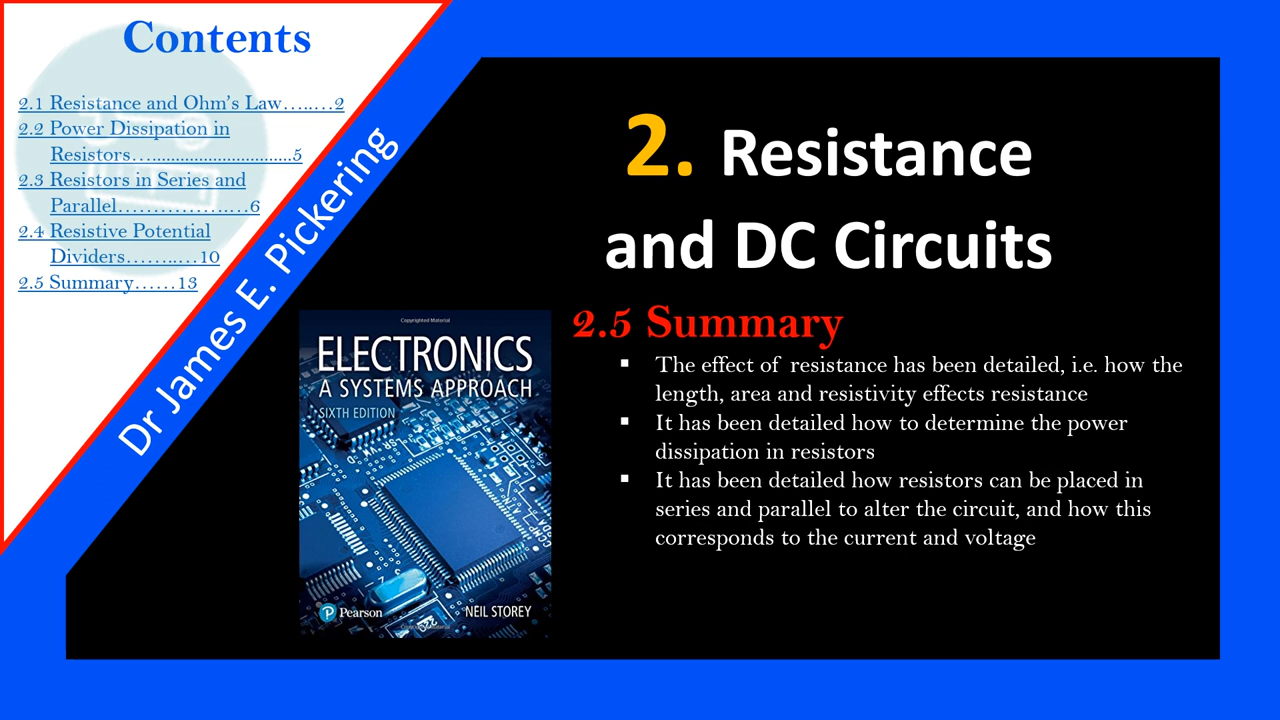 Contents
2.1 Resistance and Ohm's Law…..…2
2.2 Power Dissipation in
Resistors…..............................5
2.3 Resistors in Series and
Parallel……………..…6
2.4 Resistive Potential
Dividers……..…10
2.5 Summary……13
Dr James E. Pickering
2. Resistance
and DC Circuits
2.5 Summary
▪ The effect of resistance has been detailed, i.e. how the
length, area and resistivity effects resistance
▪ It has been detailed how to determine the power
dissipation in resistors
▪ It has been detailed how resistors can be placed in
series and parallel to alter the circuit, and how this
corresponds to the current and voltage
Copyrighted Material
ELECTRONICS
A SYSTEMS APPROACH
SIXTH EDITION
Pearson
NEIL STOREY